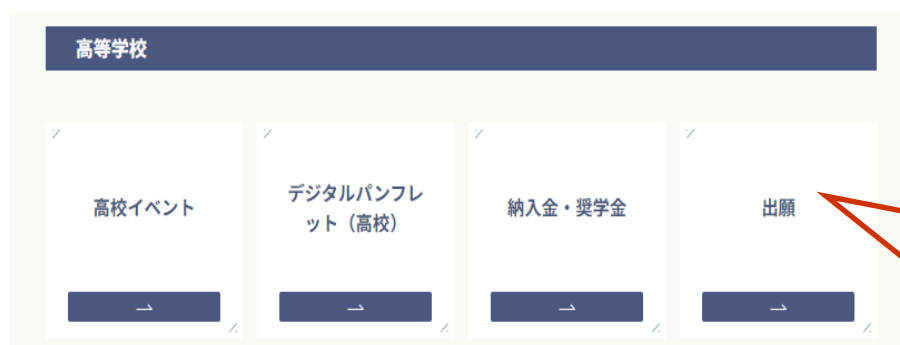 高等学校
高校イベント
デジタルパンフレ
ット（高校）
納入金・奨学金
出願